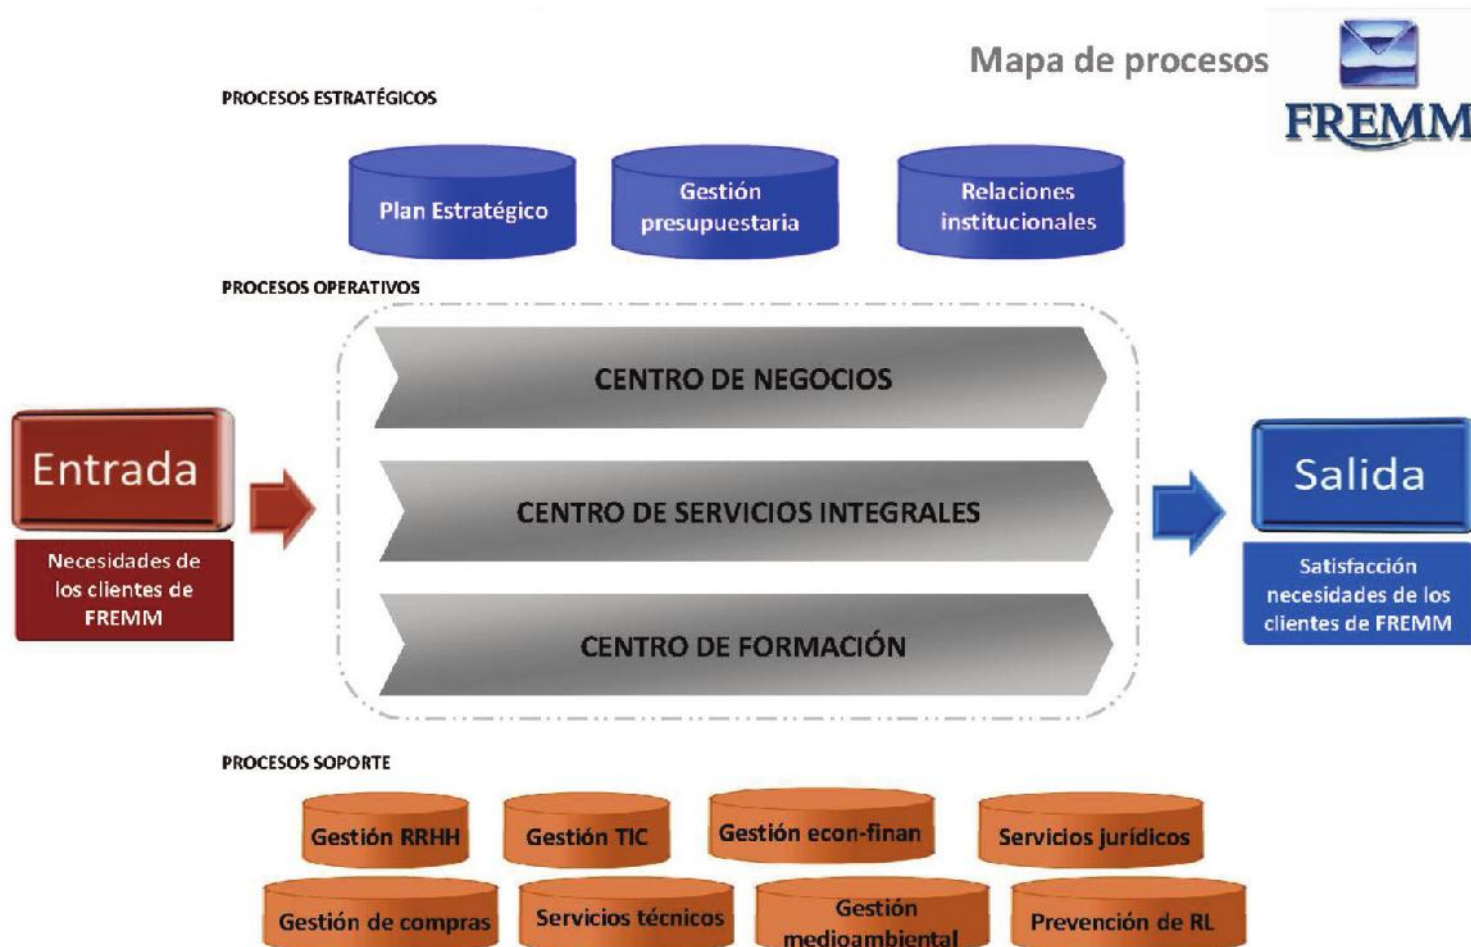 Mapa de procesos
FREMM
PROCESOS ESTRATÉGICOS
Plan Estratégico
Gestión
presupuestaria
Relaciones
institucionales
PROCESOS OPERATIVOS
CENTRO DE NEGOCIOS
Entrada
Necesidades de
los clientes de
FREMM
CENTRO DE SERVICIOS INTEGRALES
Salida
Satisfacción
necesidades de los
clientes de FREMM
CENTRO DE FORMACIÓN
PROCESOS SOPORTE
Gestión RRHH
Gestión TIC
Gestión econ-finan
Servicios jurídicos
Gestión de compras
Servicios técnicos
Gestión
medioambiental
Prevención de RL